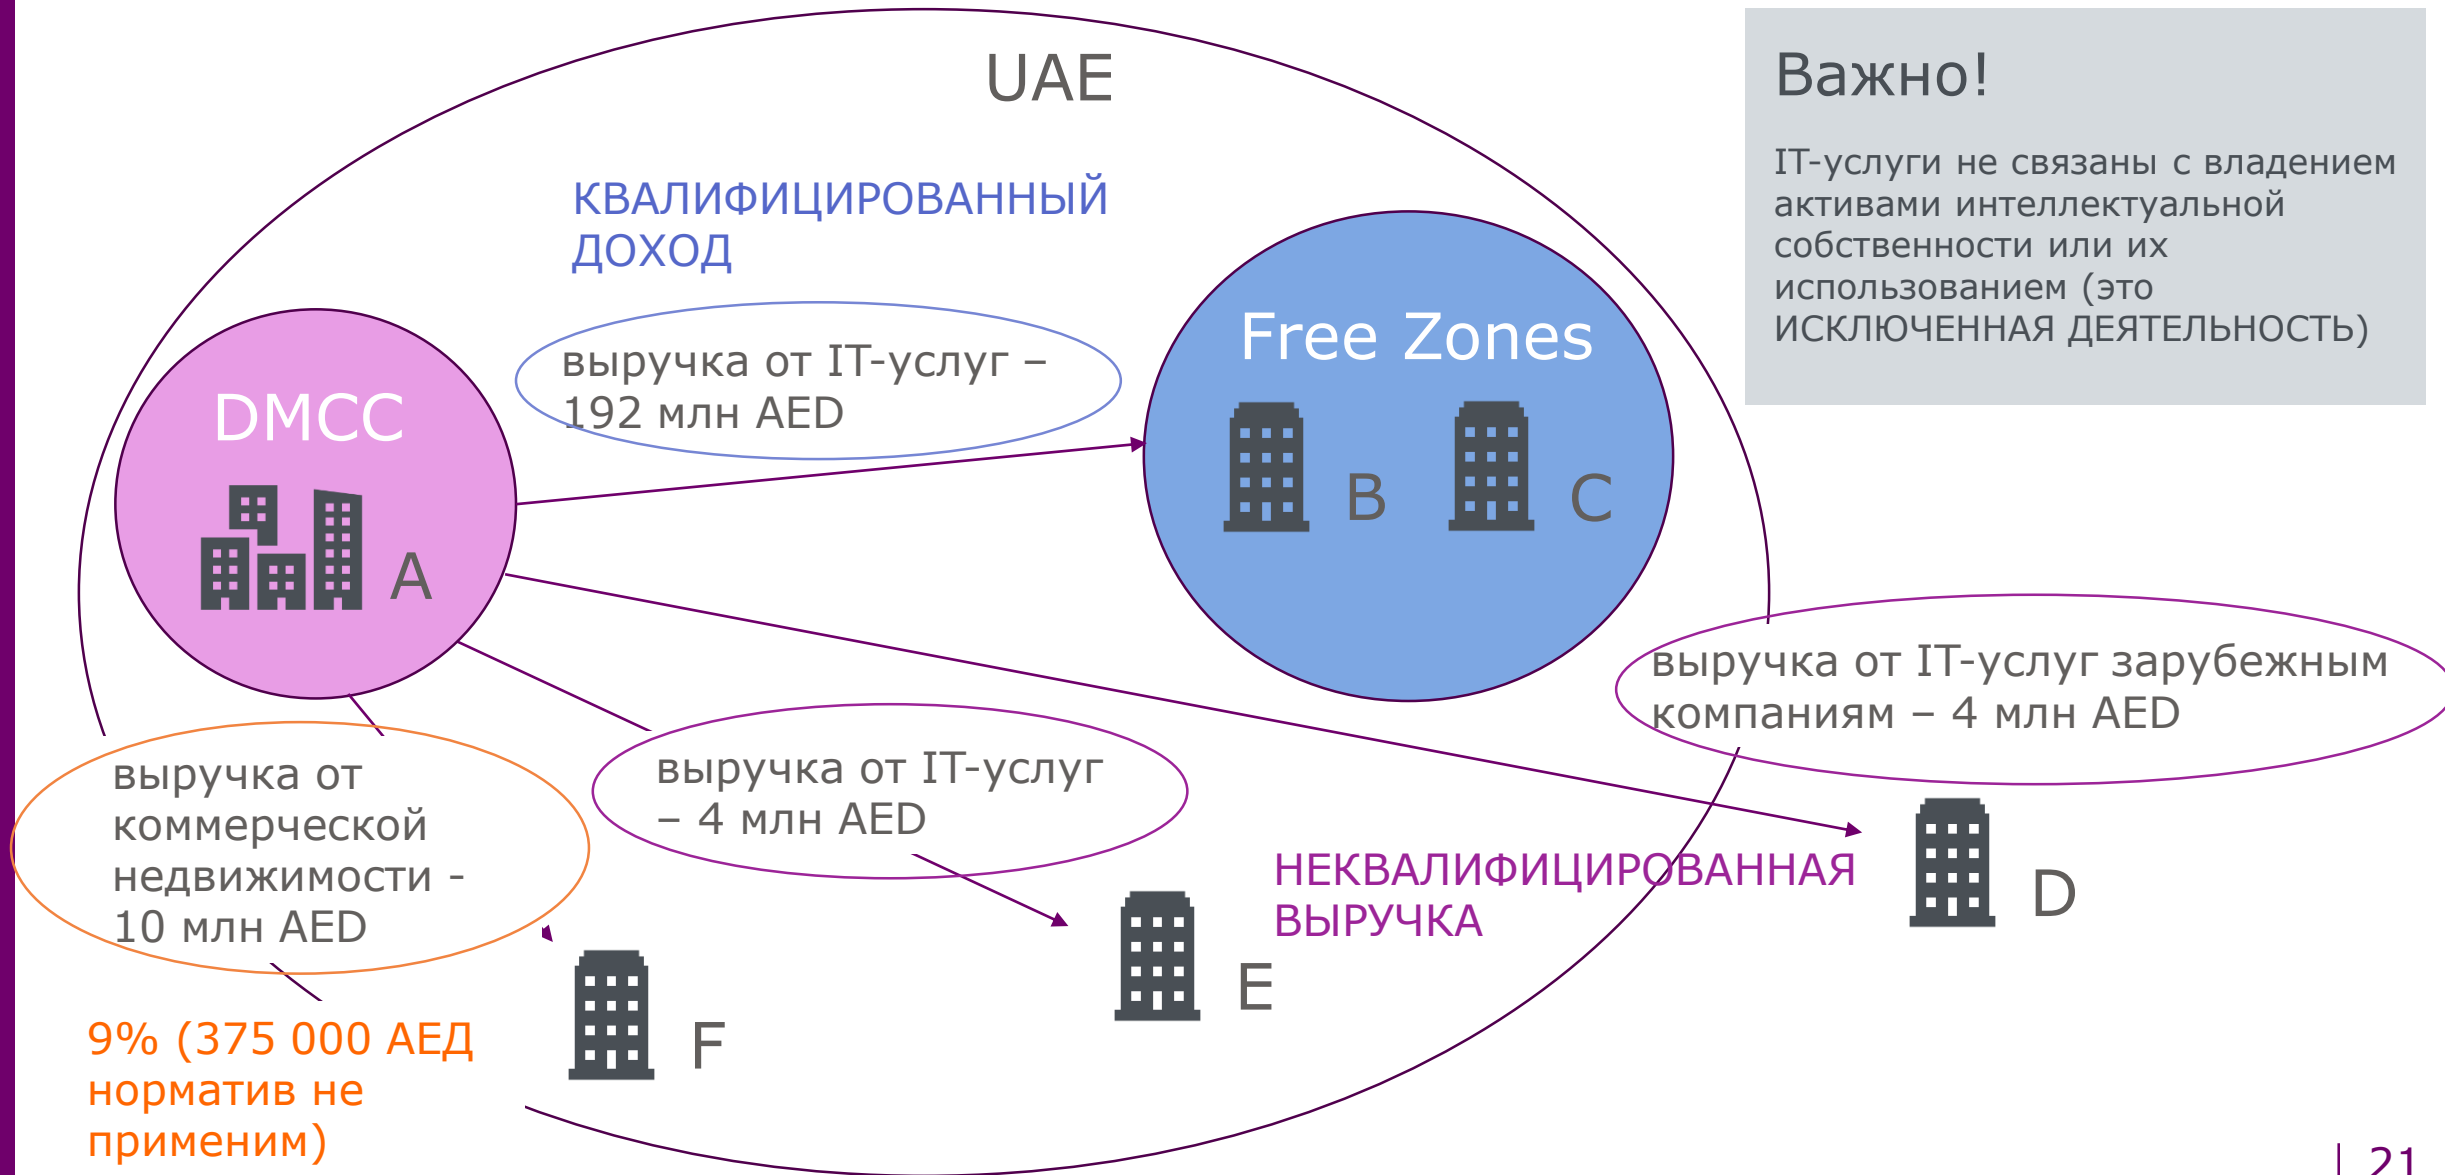 UAE
Важно!
IT-услуги не связаны с владением
активами интеллектуальной
собственности или их
использованием (это
ИСКЛЮЧЕННАЯ ДЕЯТЕЛЬНОСТЬ)
КВАЛИФИЦИРОВАННЫЙ
ДОХОД
выручка от IT-услуг –
192 млн AED
Free Zones
B
C
DMCC
A
выручка от IT-услуг зарубежным
компаниям – 4 млн AED
выручка от IT-услуг
– 4 млн AED
выручка от
коммерческой
недвижимости -
10 млн AED
НЕКВАЛИФИЦИРОВАННАЯ
ВЫРУЧКА
D
E
F
9% (375 000 АЕД
норматив не
применим)
| 21